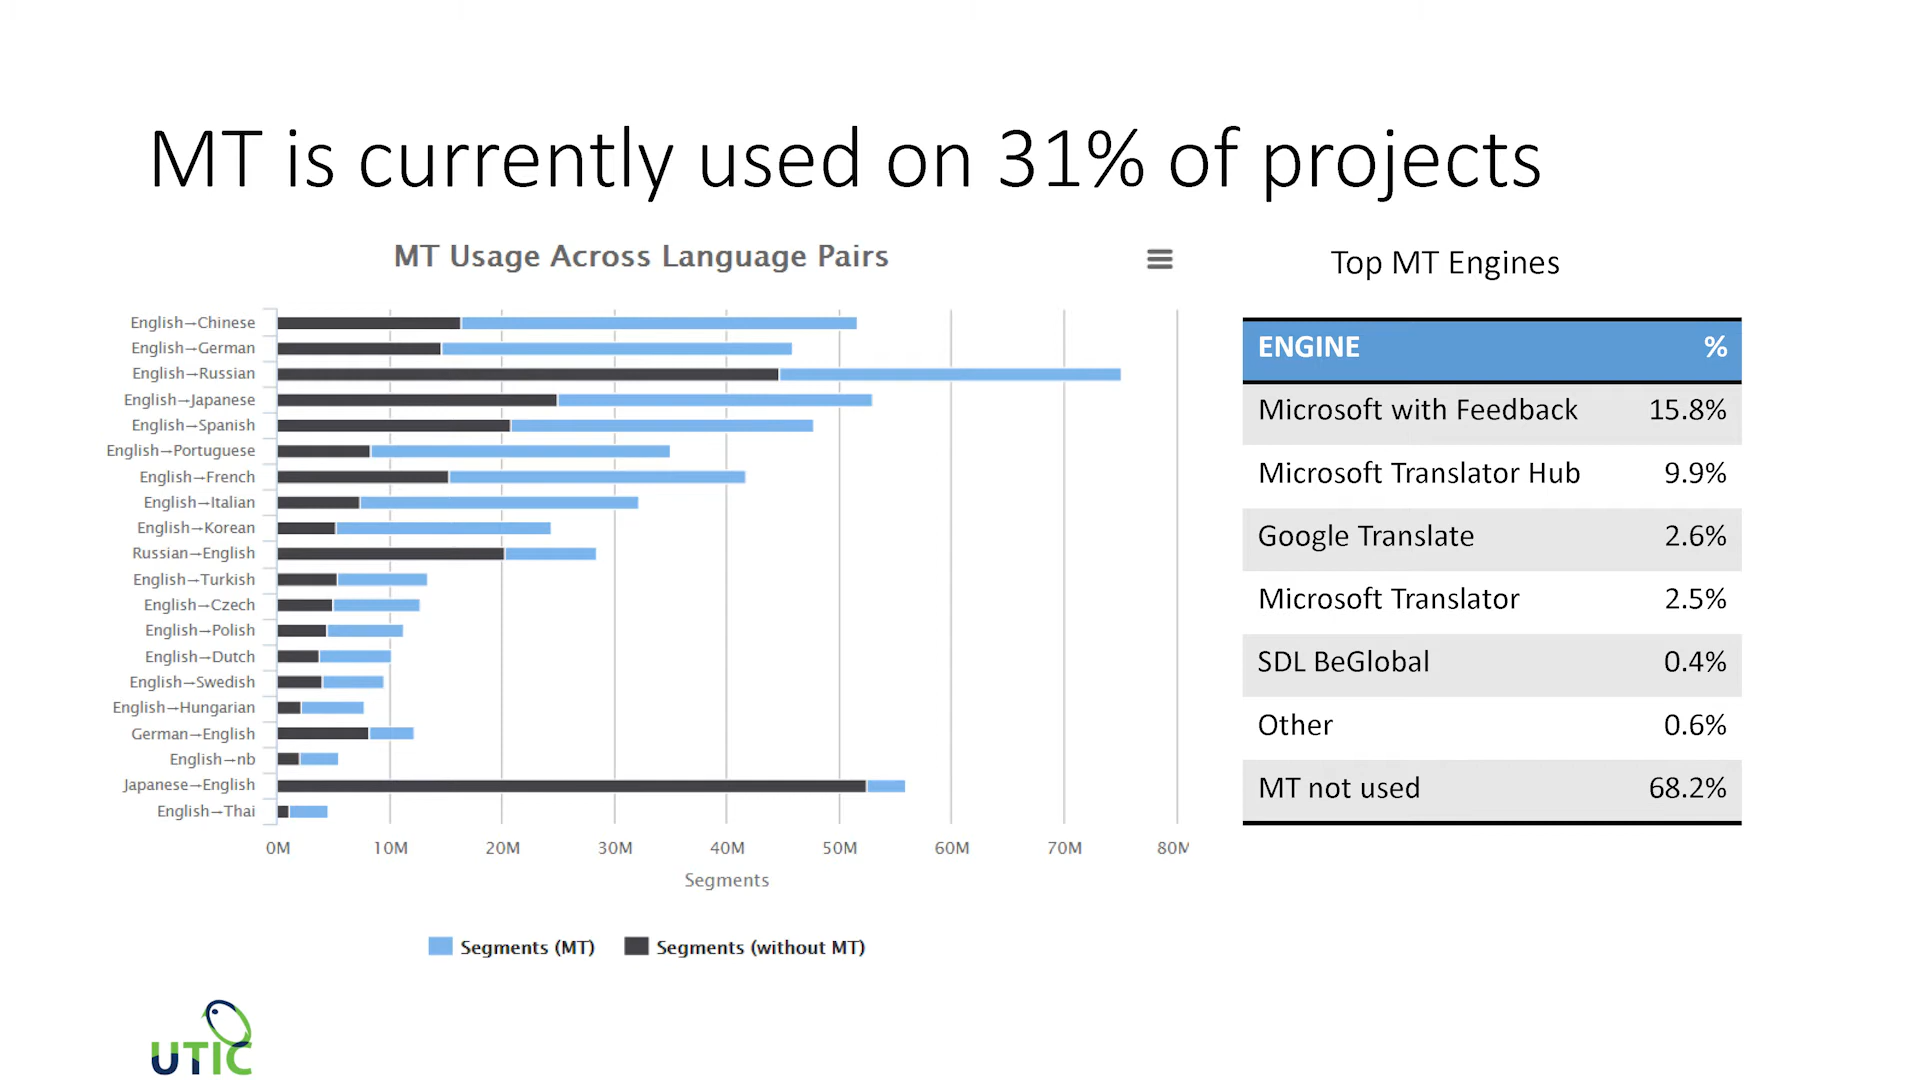 MT is currently used on 31% of projects
MT Usage Across Language Pairs
English→Chinese
English→German
English→Russian
English→Japanese
English→Spanish
English→Portuguese
English→French
English→Italian
English→Korean
Russian→English
English→Turkish
English→Czech
English→Polish
English→Dutch
English→Swedish
English→Hungarian
German→English
English→nb
Japanese→English
English→Thai
0M 10M 20M 30M 40M 50M 60M 70M 80M
Segments
Segments (MT) Segments (without MT)
Top MT Engines
ENGINE %
Microsoft with Feedback 15.8%
Microsoft Translator Hub 9.9%
Google Translate 2.6%
Microsoft Translator 2.5%
SDL BeGlobal 0.4%
Other 0.6%
MT not used 68.2%
UTIC